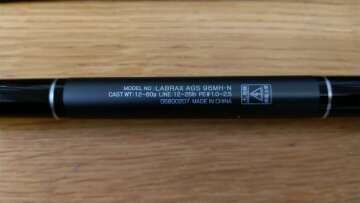 MODEL NO. LABRAX AGS 96MH·N
CAST WT.:12-60g LINE:12-25lb PE#:1.0-2.5
05800207 MADE IN CHINA